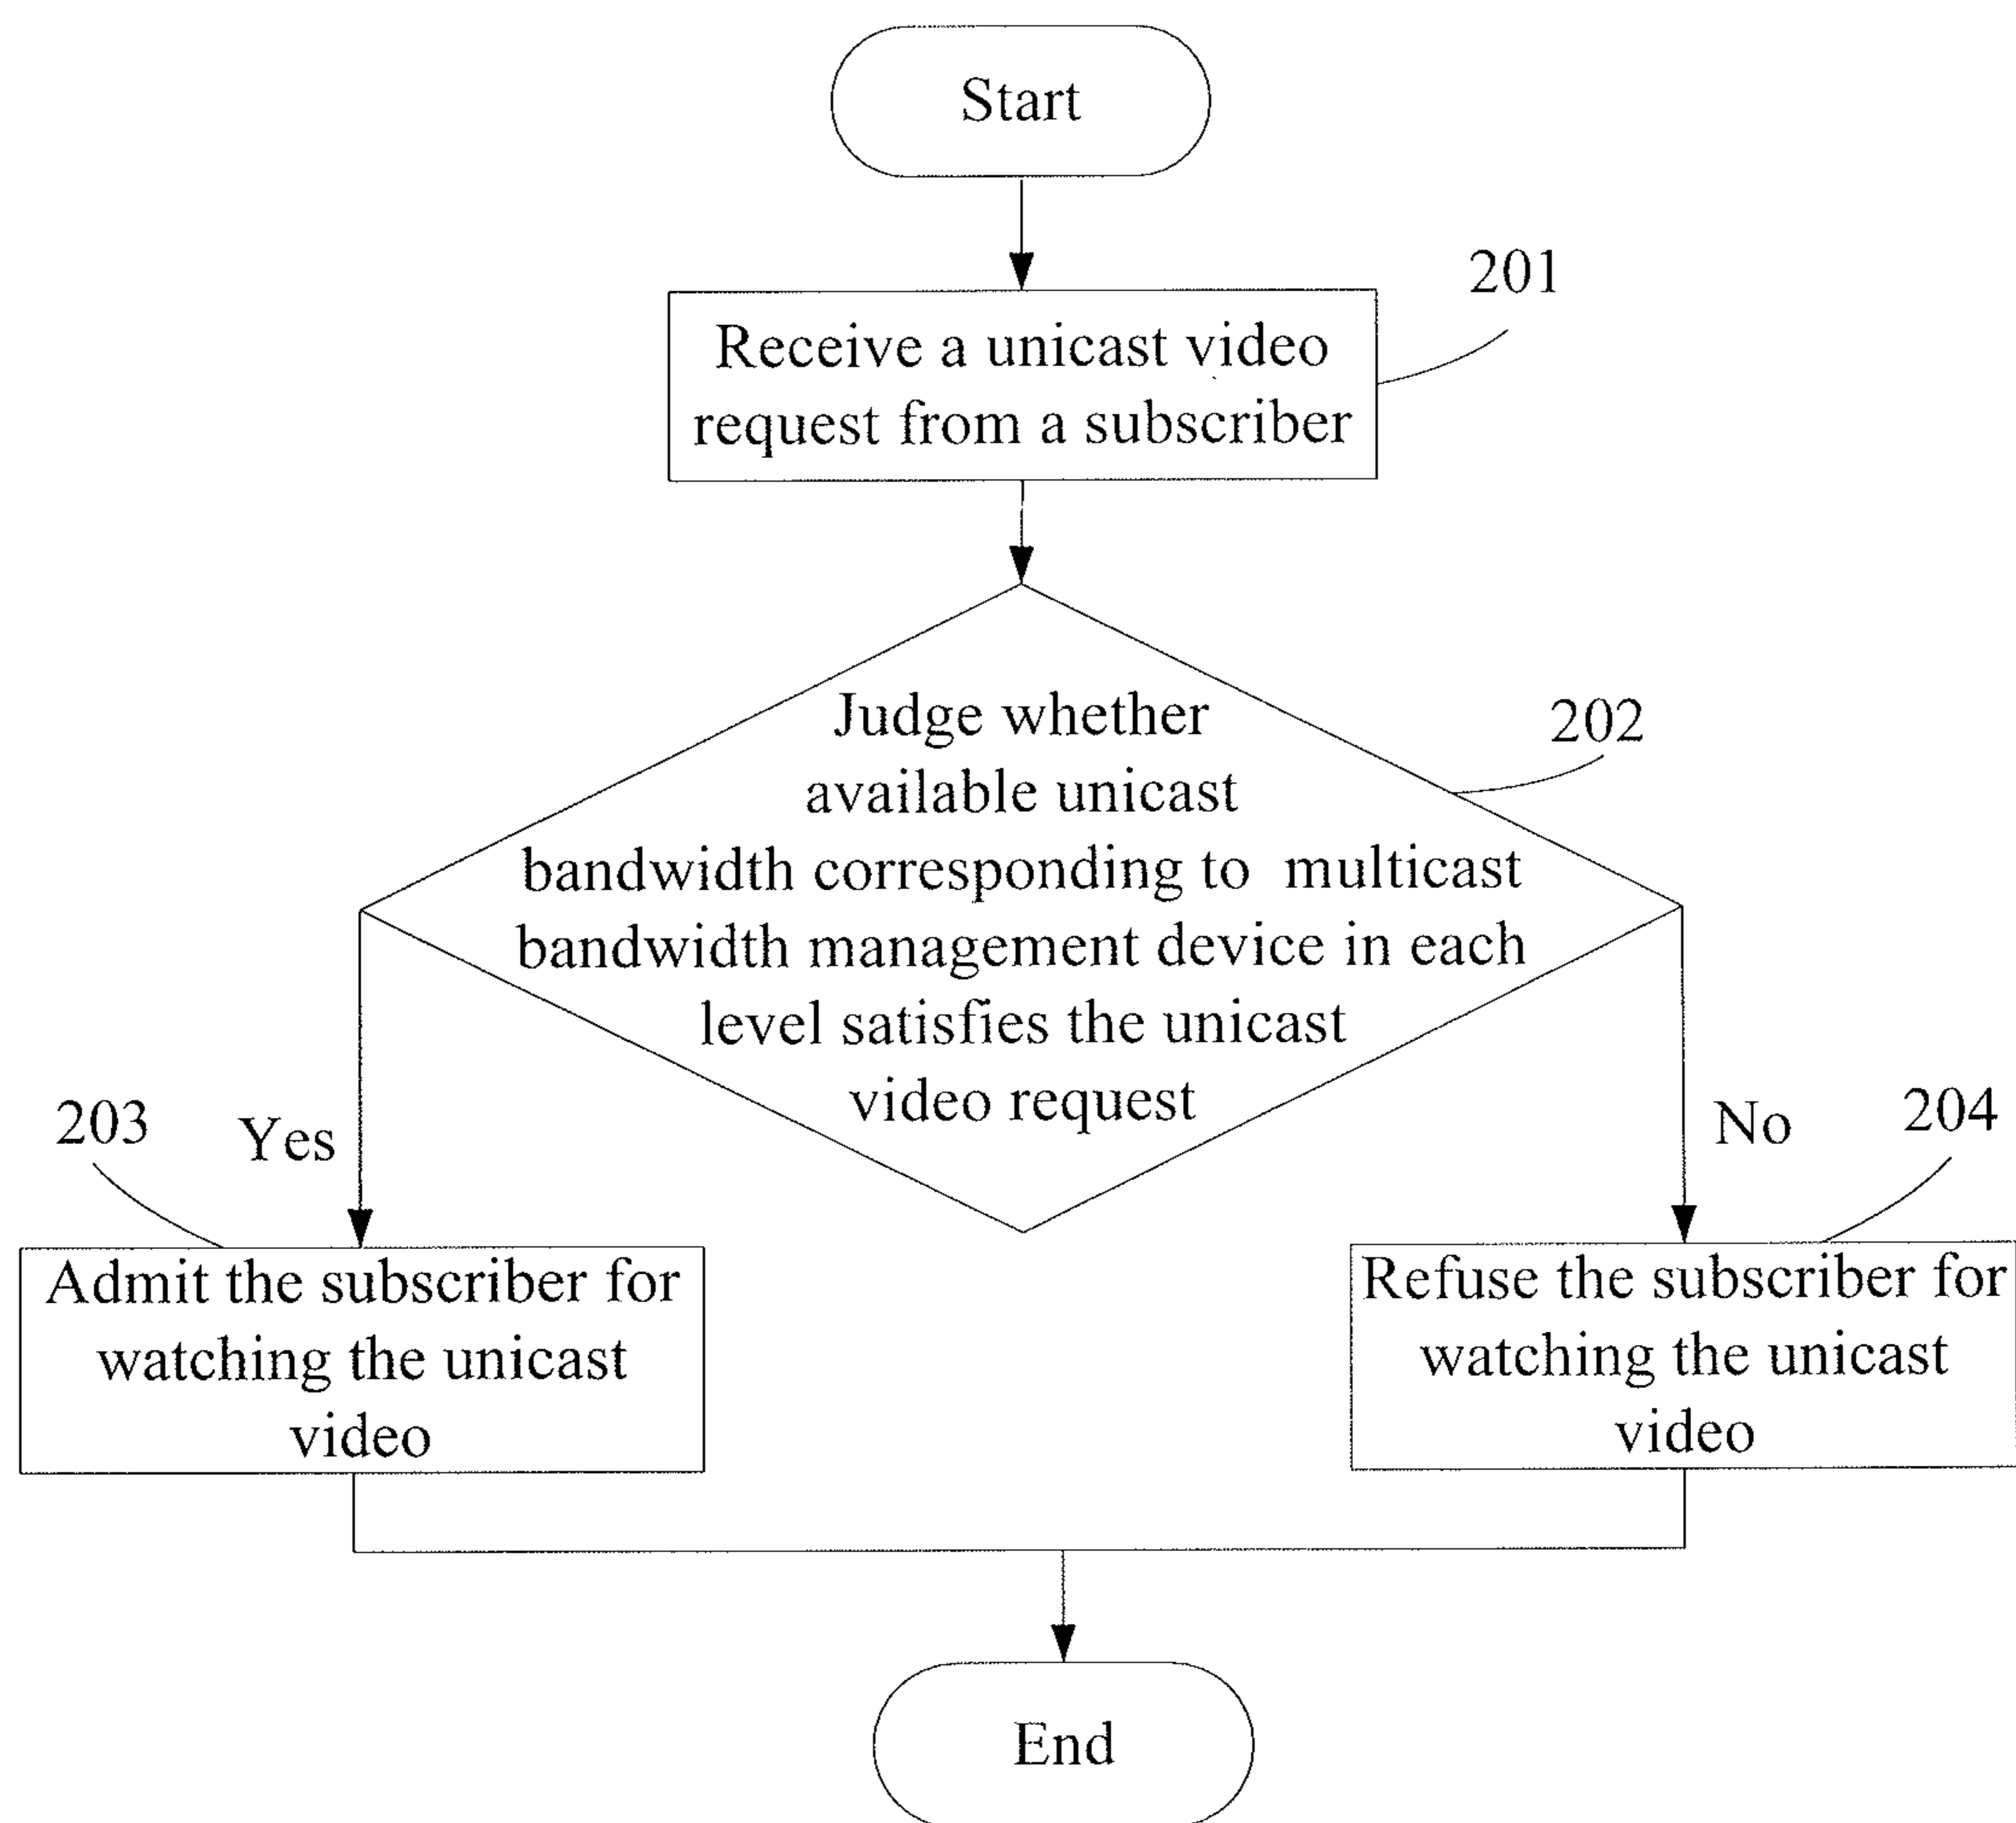 Start
201
Receive a unicast video
request from a subscriber
202
Judge whether
available unicast
bandwidth corresponding to multicast
bandwidth management device in each
level satisfies the unicast
video request
203
Yes
No
204
Admit the subscriber for
watching the unicast
video
Refuse the subscriber for
watching the unicast
video
End